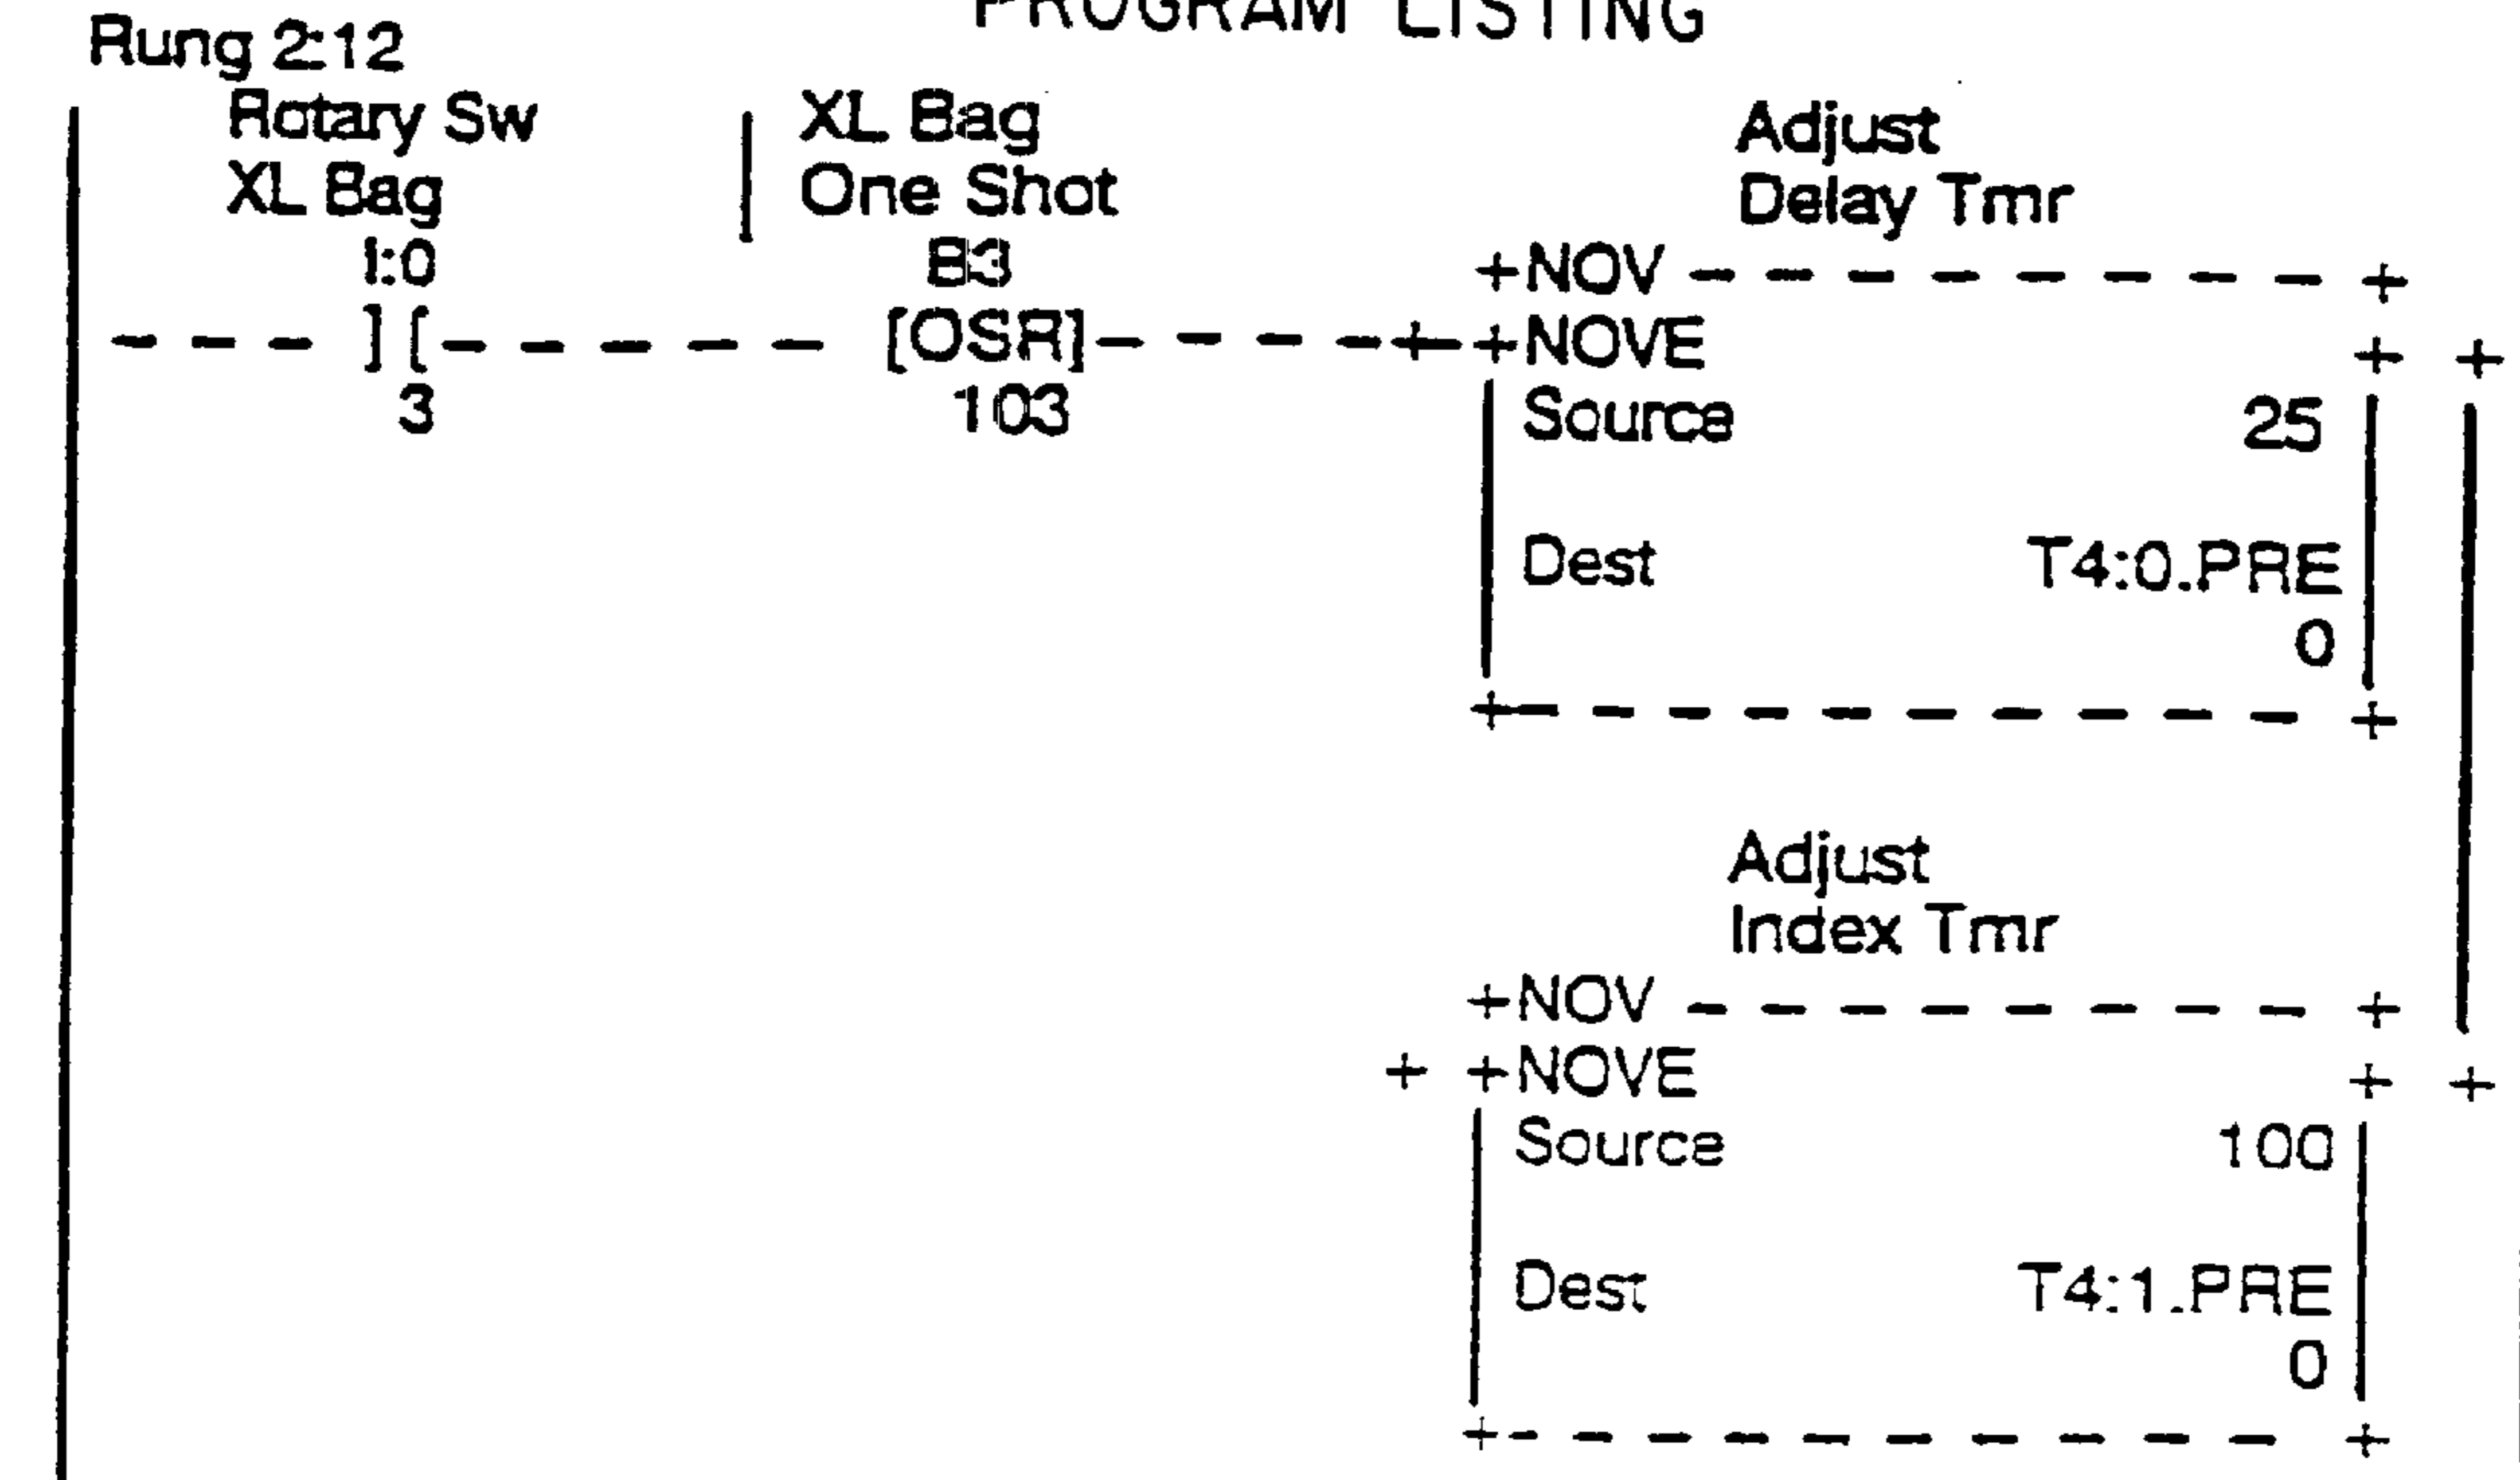 PROGRAM LISTING
Rung 2:12
Rotary Sw
XL Bag
I:0
] [
3
XL Bag
One Shot
B3
[OSR]
103
Adjust
Delay Tmr
+NOV - - - - - - - - +
+NOVE + +
Source 25
Dest T4:0.PRE
0
Adjust
Index Tmr
+NOV - - - - - - - - +
+ +NOVE + +
Source 100
Dest T4:1.PRE
0